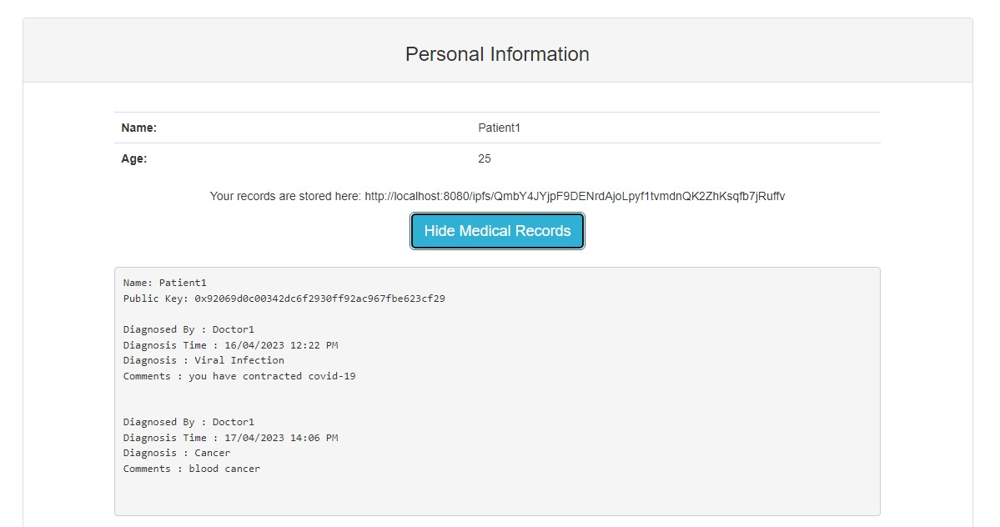 Personal Information
Name: Patient1
Age: 25
Your records are stored here: http://localhost:8080/ipfs/QmbY4JYjpF9DENrdAjoLpyf1tvmdnQK2ZhKsqfb7jRuffv
Hide Medical Records
Name: Patient1
Public Key: 0x92069d0c00342dc6f2930ff92ac967fbe623cf29
Diagnosed By : Doctor1
Diagnosis Time : 16/04/2023 12:22 PM
Diagnosis : Viral Infection
Comments : you have contracted covid-19
Diagnosed By : Doctor1
Diagnosis Time : 17/04/2023 14:06 PM
Diagnosis : Cancer
Comments : blood cancer